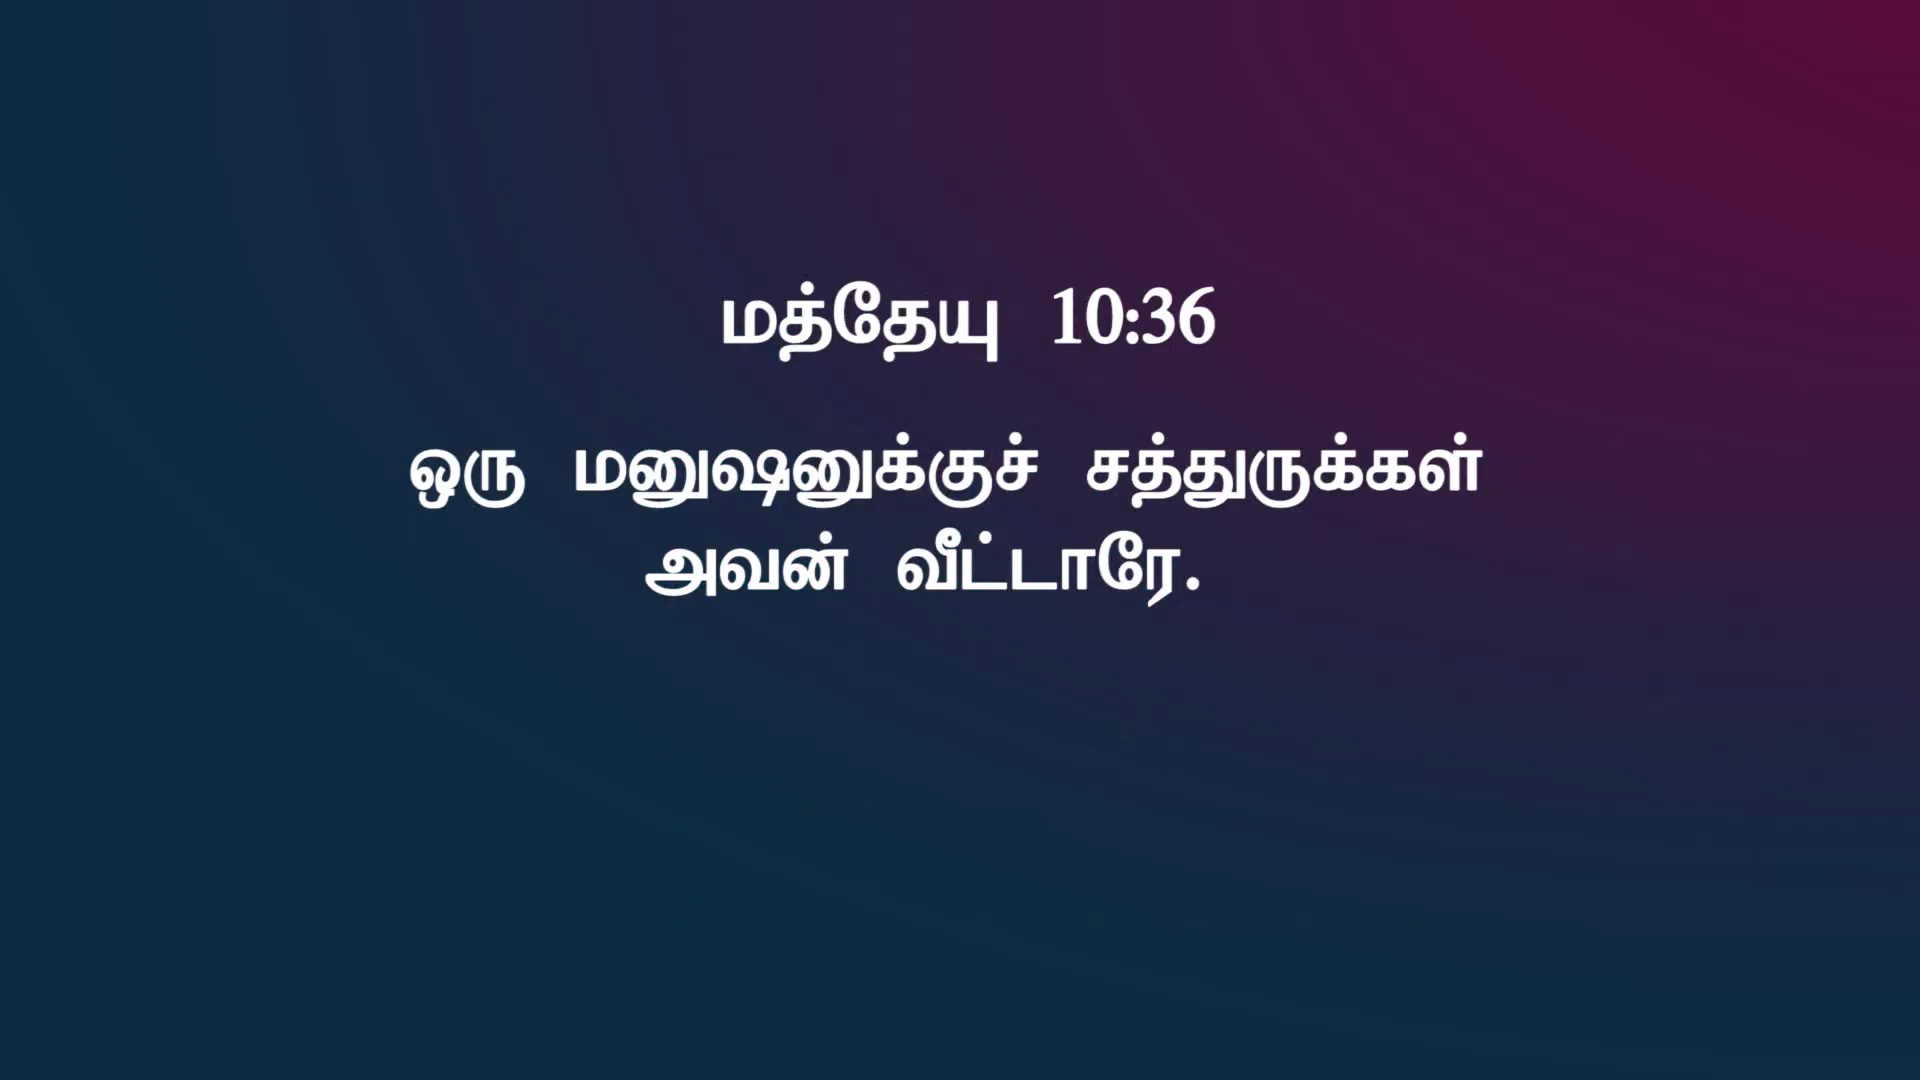 மத்தேயு 10:36
ஒரு மனுஷனுக்குச் சத்துருக்கள்
அவன் வீட்டாரே.